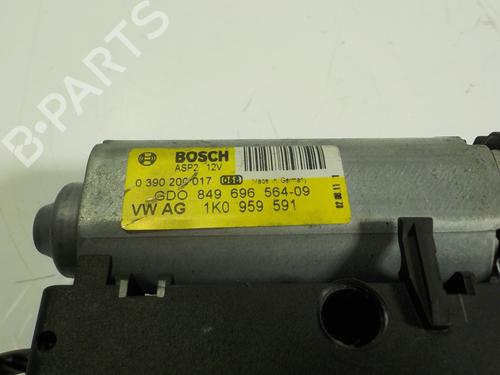 BOSCH
ASP2 12V
0 390 200 017
Made in Germany
GDO 849 696 564-09
VW AG 1K0 959 591
B-Parts